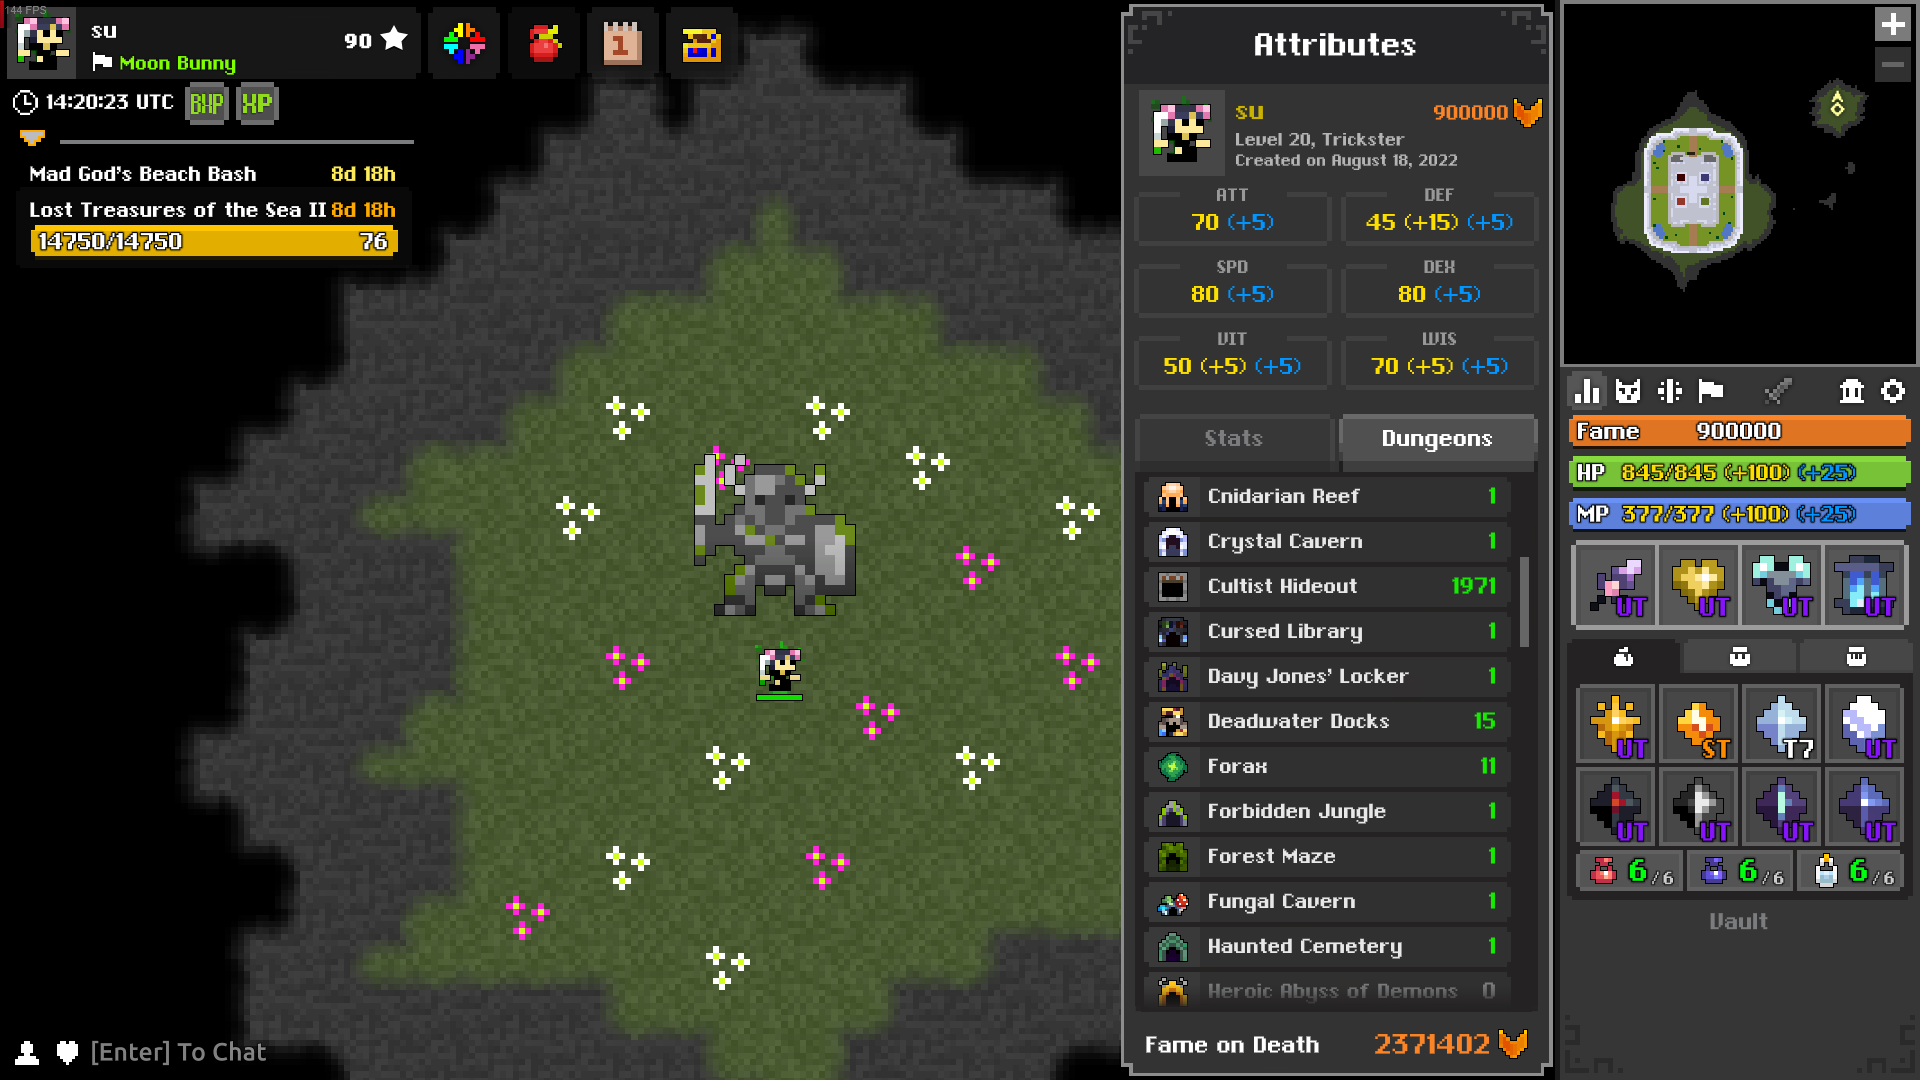 144 FPS
su
90
Moon Bunny
14:20:23 UTC
BXP
XP
Mad God's Beach Bash 8d 18h
Lost Treasures of the Sea II 8d 18h
14750/14750 76
1
[Enter] To Chat
Attributes
su 900000
Level 20, Trickster
Created on August 18, 2022
ATT DEF
70 (+5) 45 (+15) (+5)
SPD DEX
80 (+5) 80 (+5)
VIT WIS
50 (+5) (+5) 70 (+5) (+5)
Stats Dungeons
Cnidarian Reef 1
Crystal Cavern 1
Cultist Hideout 1971
Cursed Library 1
Davy Jones' Locker 1
Deadwater Docks 15
Forax 11
Forbidden Jungle 1
Forest Maze 1
Fungal Cavern 1
Haunted Cemetery 1
Heroic Abyss of Demons 0
Fame on Death 2371402
Fame 900000
HP 845/845 (+100) (+25)
MP 377/377 (+100) (+25)
UT UT UT UT
UT ST T7 UT
UT UT UT UT
6/6 6/6 6/6
Vault